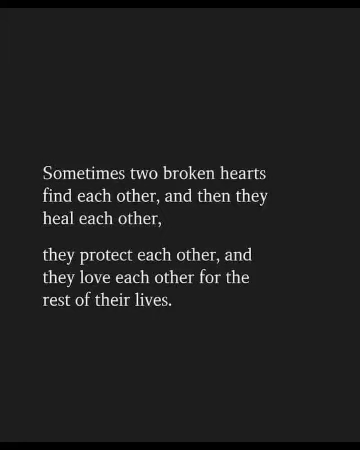 Sometimes two broken hearts
find each other, and then they
heal each other,
they protect each other, and
they love each other for the
rest of their lives.